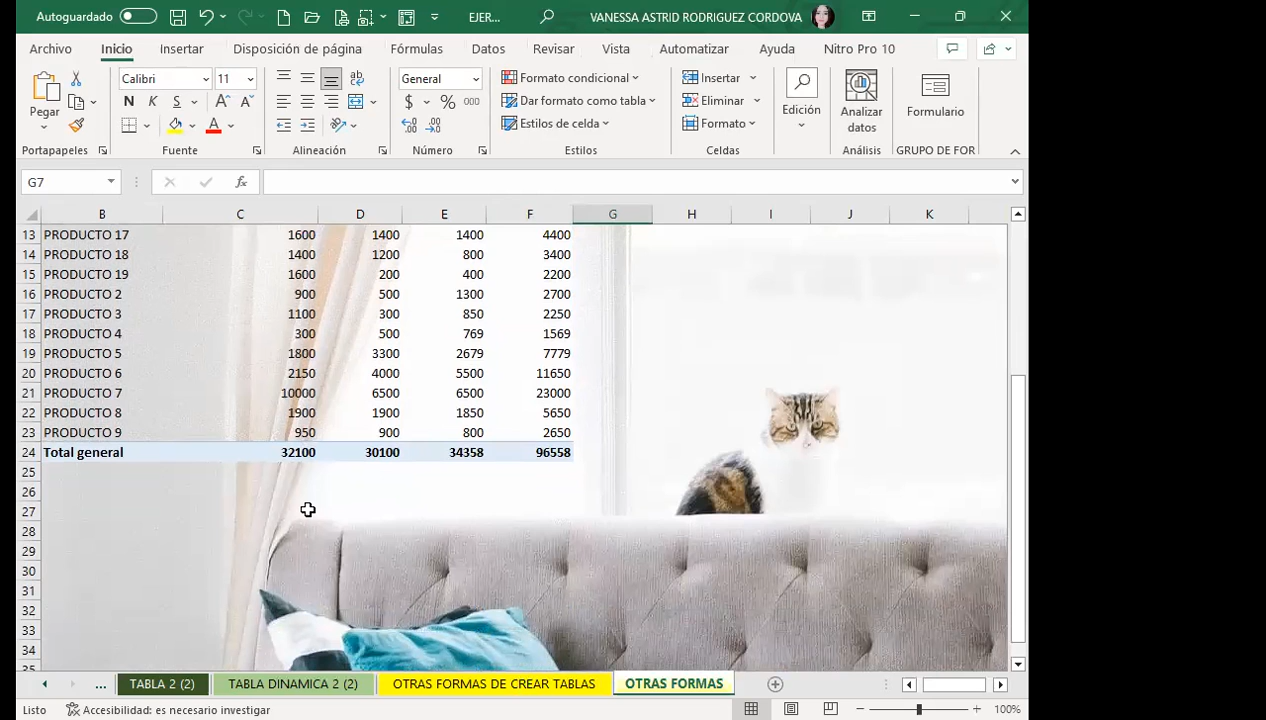 Autoguardado EJER... VANESSA ASTRID RODRIGUEZ CORDOVA
Archivo Inicio Insertar Disposición de página Fórmulas Datos Revisar Vista Automatizar Ayuda Nitro Pro 10
Pegar
Calibri 11
N K S
General
$ % 000
Formato condicional
Dar formato como tabla
Estilos de celda
Insertar
Eliminar
Formato
Edición
Analizar datos
Formulario
Portapapeles Fuente Alineación Número Estilos Celdas Análisis GRUPO DE FOR
G7 fx
B C D E F G H I J K
13 PRODUCTO 17 1600 1400 1400 4400
14 PRODUCTO 18 1400 1200 800 3400
15 PRODUCTO 19 1600 200 400 2200
16 PRODUCTO 2 900 500 1300 2700
17 PRODUCTO 3 1100 300 850 2250
18 PRODUCTO 4 300 500 769 1569
19 PRODUCTO 5 1800 3300 2679 7779
20 PRODUCTO 6 2150 4000 5500 11650
21 PRODUCTO 7 10000 6500 6500 23000
22 PRODUCTO 8 1900 1900 1850 5650
23 PRODUCTO 9 950 900 800 2650
24 Total general 32100 30100 34358 96558
25
26
27
28
29
30
31
32
33
34
35
... TABLA 2 (2) TABLA DINAMICA 2 (2) OTRAS FORMAS DE CREAR TABLAS OTRAS FORMAS
Listo Accesibilidad: es necesario investigar 100%